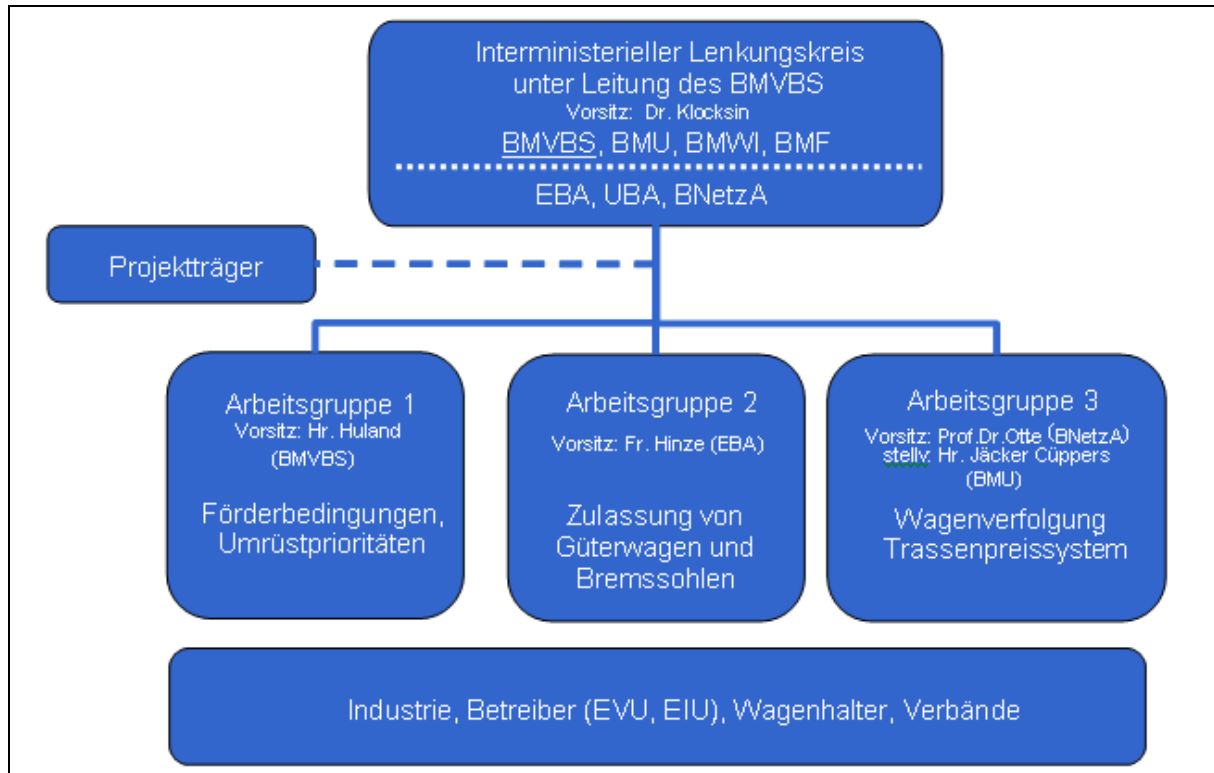 Interministerieller Lenkungskreis
unter Leitung des BMVBS
Vorsitz: Dr. Klocksin
BMVBS, BMU, BMWI, BMF
EBA, UBA, BNetzA
Projektträger
Arbeitsgruppe 1
Vorsitz: Hr. Huland
(BMVBS)
Förderbedingungen,
Umrüstprioritäten
Arbeitsgruppe 2
Vorsitz: Fr. Hinze (EBA)
Zulassung von
Güterwagen und
Bremssohlen
Arbeitsgruppe 3
Vorsitz: Prof.Dr.Otte (BNetzA)
stellv: Hr. Jäcker Cüppers
(BMU)
Wagenverfolgung
Trassenpreissystem
Industrie, Betreiber (EVU, EIU), Wagenhalter, Verbände